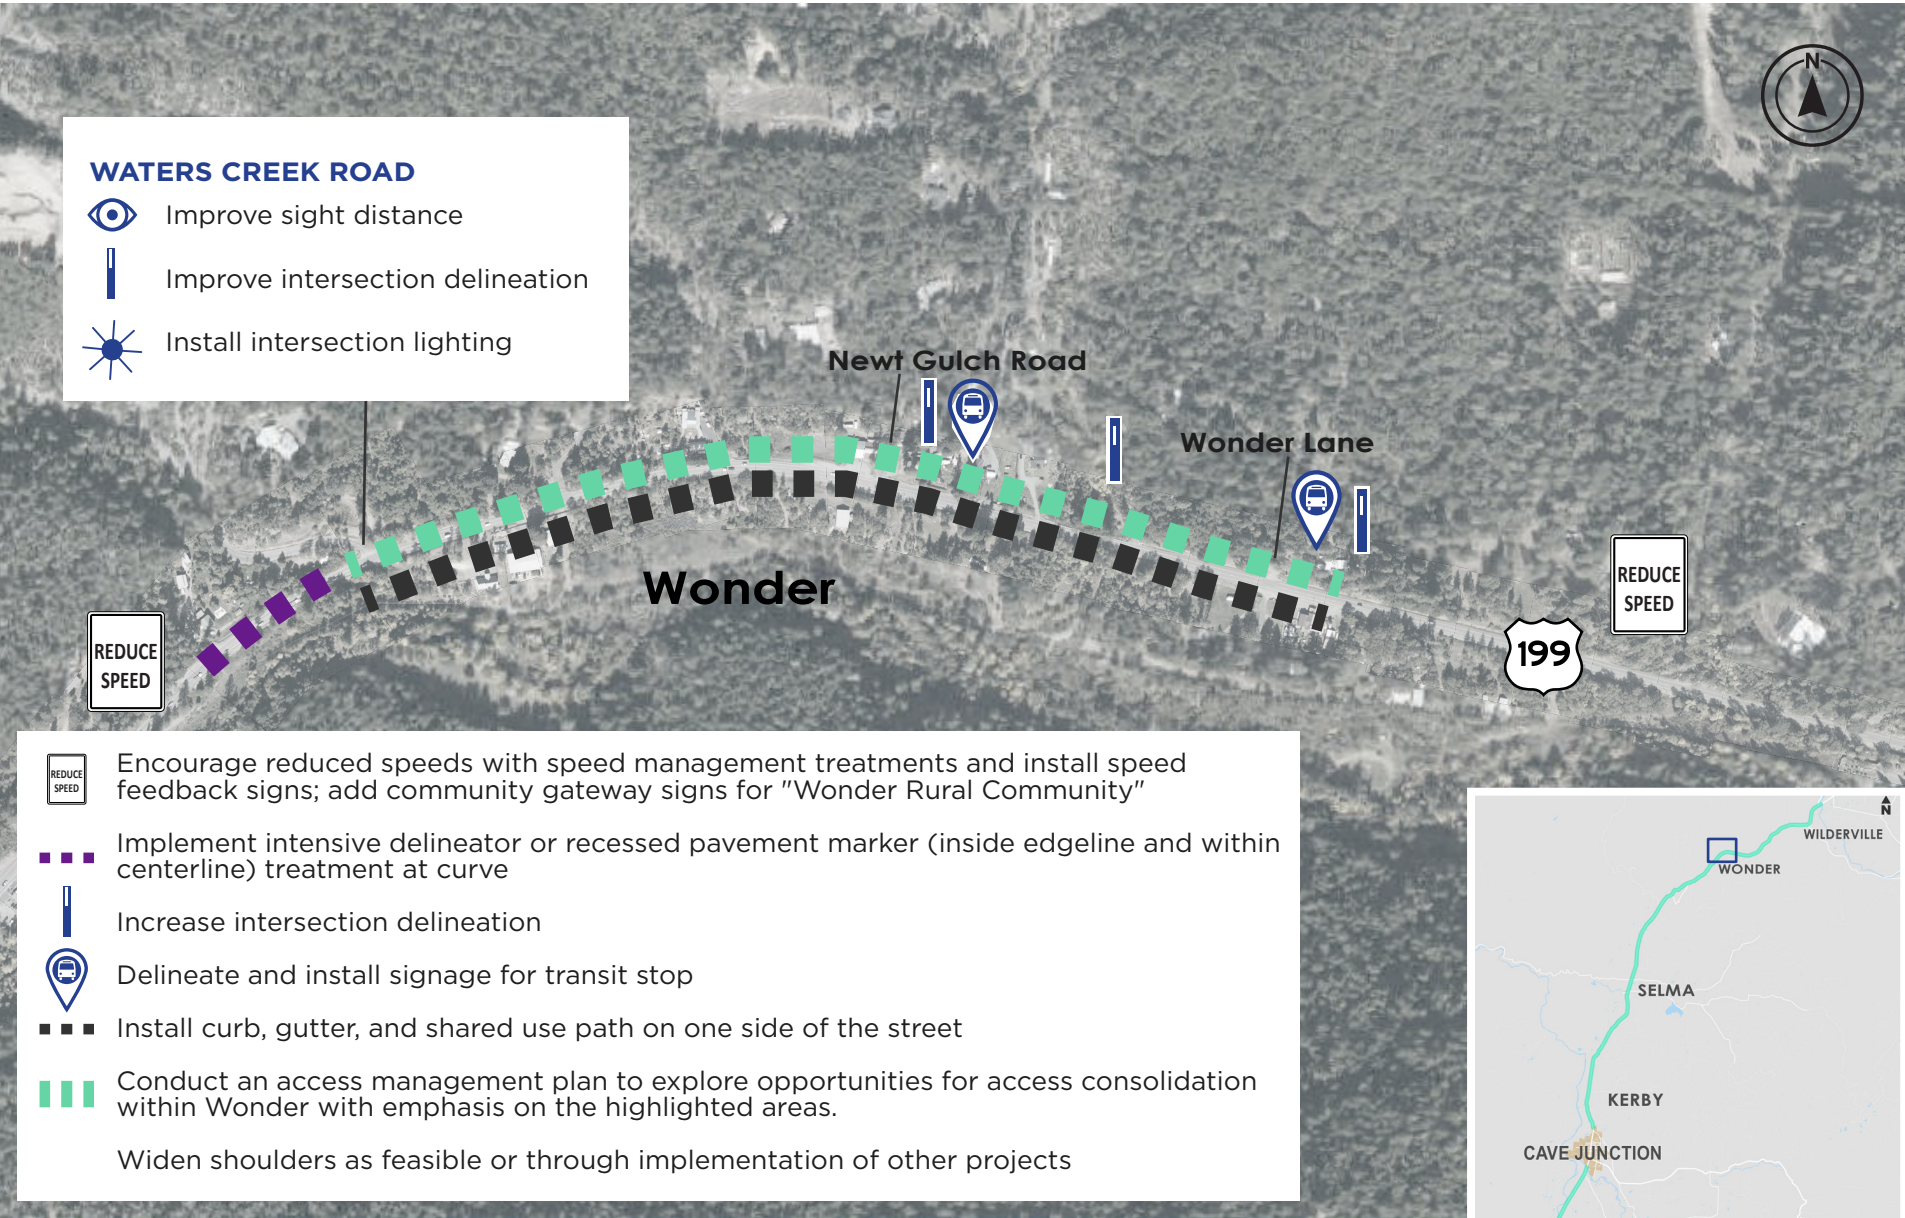 N
WATERS CREEK ROAD
Improve sight distance
Improve intersection delineation
Install intersection lighting
Newt Gulch Road
Wonder Lane
Wonder
REDUCE
SPEED
REDUCE
SPEED
199
REDUCE
SPEED
Encourage reduced speeds with speed management treatments and install speed
feedback signs; add community gateway signs for "Wonder Rural Community"
Implement intensive delineator or recessed pavement marker (inside edgeline and within
centerline) treatment at curve
Increase intersection delineation
Delineate and install signage for transit stop
Install curb, gutter, and shared use path on one side of the street
Conduct an access management plan to explore opportunities for access consolidation
within Wonder with emphasis on the highlighted areas.
Widen shoulders as feasible or through implementation of other projects
N
WILDERVILLE
WONDER
SELMA
KERBY
CAVE JUNCTION